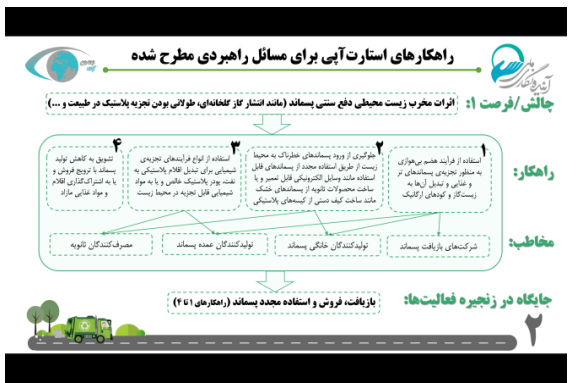 راهکارهای استارت‌آپی برای مسائل راهبردی مطرح شده
چالش/فرصت ۱:
اثرات مخرب زیست محیطی دفع سنتی پسماند (مانند انتشار گاز گلخانه‌ای، طولانی بودن تجزیه پلاستیک در طبیعت و ...)
راهکار:
۱
استفاده از فرآیند هضم بی‌هوازی
به منظور تجزیه‌ی پسماندهای تر
و غذایی و تبدیل آن‌ها به
زیست‌گاز و کودهای ارگانیک
۲
جلوگیری از ورود پسماندهای خطرناک به محیط
زیست از طریق استفاده مجدد از پسماندهای قابل
استفاده مانند وسایل الکترونیکی قابل تعمیر و یا
ساخت محصولات ثانویه از پسماندهای خشک
مانند ساخت کیف دستی از کیسه‌های پلاستیکی
۳
استفاده از انواع فرآیندهای تجزیه‌ی
شیمیایی برای تبدیل اقلام پلاستیکی به
نفت، پودر پلاستیک خالص و یا به مواد
شیمیایی قابل تجزیه در محیط زیست
۴
تشویق به کاهش تولید
پسماند با ترویج فروش و
یا به اشتراک‌گذاری اقلام
و مواد غذایی مازاد
مخاطب:
شرکت‌های بازیافت پسماند
تولیدکنندگان خانگی پسماند
تولیدکنندگان عمده پسماند
مصرف‌کنندگان ثانویه
جایگاه در زنجیره فعالیت‌ها:
بازیافت، فروش و استفاده مجدد پسماند (راهکارهای ۱ تا ۴)
۲